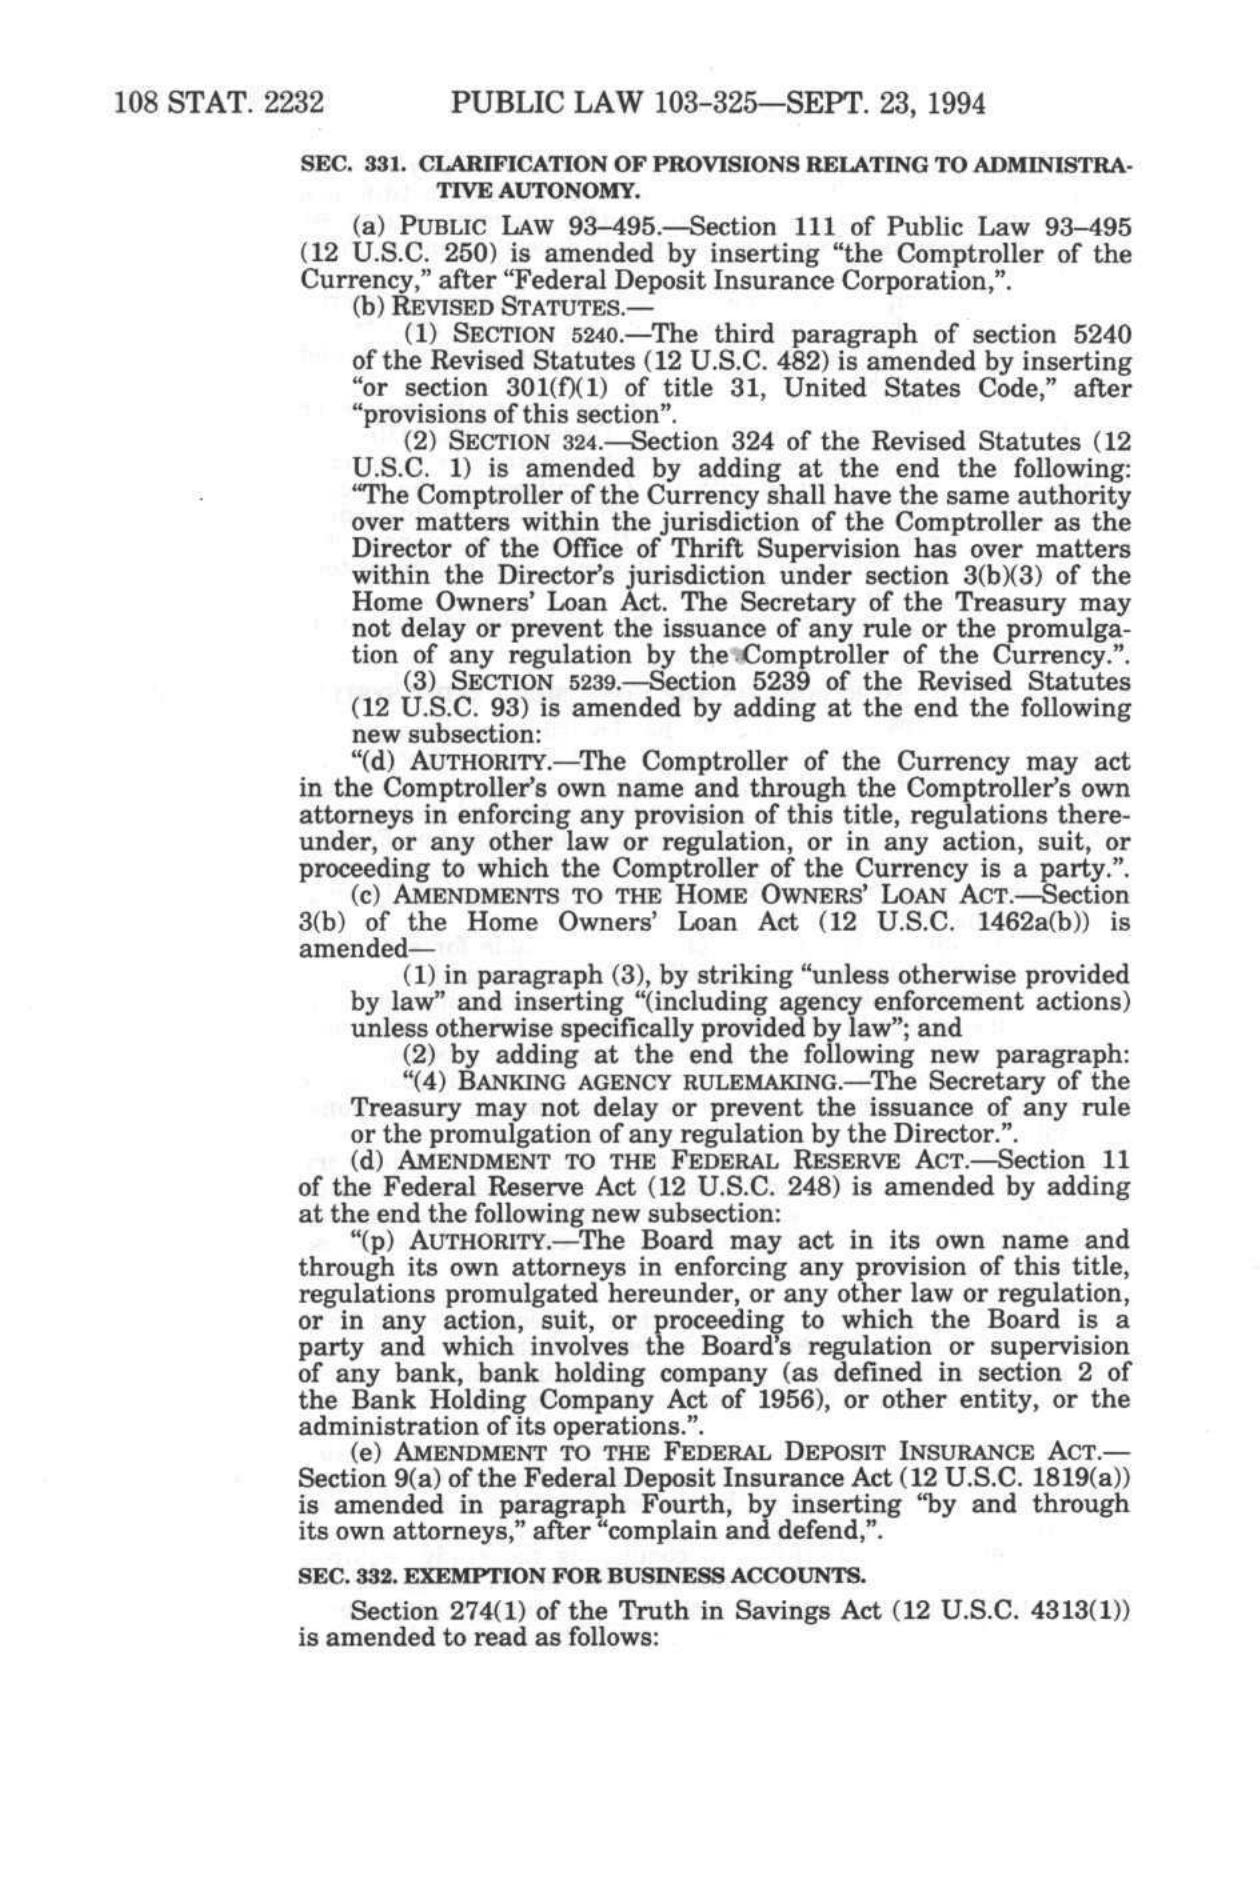 108 STAT. 2232 PUBLIC LAW 103–325—SEPT. 23, 1994
SEC. 331. CLARIFICATION OF PROVISIONS RELATING TO ADMINISTRA-
TIVE AUTONOMY.
(a) PUBLIC LAW 93–495.—Section 111 of Public Law 93–495
(12 U.S.C. 250) is amended by inserting “the Comptroller of the
Currency,” after “Federal Deposit Insurance Corporation,”.
(b) REVISED STATUTES.—
(1) SECTION 5240.—The third paragraph of section 5240
of the Revised Statutes (12 U.S.C. 482) is amended by inserting
“or section 301(f)(1) of title 31, United States Code,” after
“provisions of this section”.
(2) SECTION 324.—Section 324 of the Revised Statutes (12
U.S.C. 1) is amended by adding at the end the following:
“The Comptroller of the Currency shall have the same authority
over matters within the jurisdiction of the Comptroller as the
Director of the Office of Thrift Supervision has over matters
within the Director’s jurisdiction under section 3(b)(3) of the
Home Owners’ Loan Act. The Secretary of the Treasury may
not delay or prevent the issuance of any rule or the promulga-
tion of any regulation by the Comptroller of the Currency.”.
(3) SECTION 5239.—Section 5239 of the Revised Statutes
(12 U.S.C. 93) is amended by adding at the end the following
new subsection:
“(d) AUTHORITY.—The Comptroller of the Currency may act
in the Comptroller’s own name and through the Comptroller’s own
attorneys in enforcing any provision of this title, regulations there-
under, or any other law or regulation, or in any action, suit, or
proceeding to which the Comptroller of the Currency is a party.”.
(c) AMENDMENTS TO THE HOME OWNERS’ LOAN ACT.—Section
3(b) of the Home Owners’ Loan Act (12 U.S.C. 1462a(b)) is
amended—
(1) in paragraph (3), by striking “unless otherwise provided
by law” and inserting “(including agency enforcement actions)
unless otherwise specifically provided by law”; and
(2) by adding at the end the following new paragraph:
“(4) BANKING AGENCY RULEMAKING.—The Secretary of the
Treasury may not delay or prevent the issuance of any rule
or the promulgation of any regulation by the Director.”.
(d) AMENDMENT TO THE FEDERAL RESERVE ACT.—Section 11
of the Federal Reserve Act (12 U.S.C. 248) is amended by adding
at the end the following new subsection:
“(p) AUTHORITY.—The Board may act in its own name and
through its own attorneys in enforcing any provision of this title,
regulations promulgated hereunder, or any other law or regulation,
or in any action, suit, or proceeding to which the Board is a
party and which involves the Board’s regulation or supervision
of any bank, bank holding company (as defined in section 2 of
the Bank Holding Company Act of 1956), or other entity, or the
administration of its operations.”.
(e) AMENDMENT TO THE FEDERAL DEPOSIT INSURANCE ACT.—
Section 9(a) of the Federal Deposit Insurance Act (12 U.S.C. 1819(a))
is amended in paragraph Fourth, by inserting “by and through
its own attorneys,” after “complain and defend,”.
SEC. 332. EXEMPTION FOR BUSINESS ACCOUNTS.
Section 274(1) of the Truth in Savings Act (12 U.S.C. 4313(1))
is amended to read as follows: